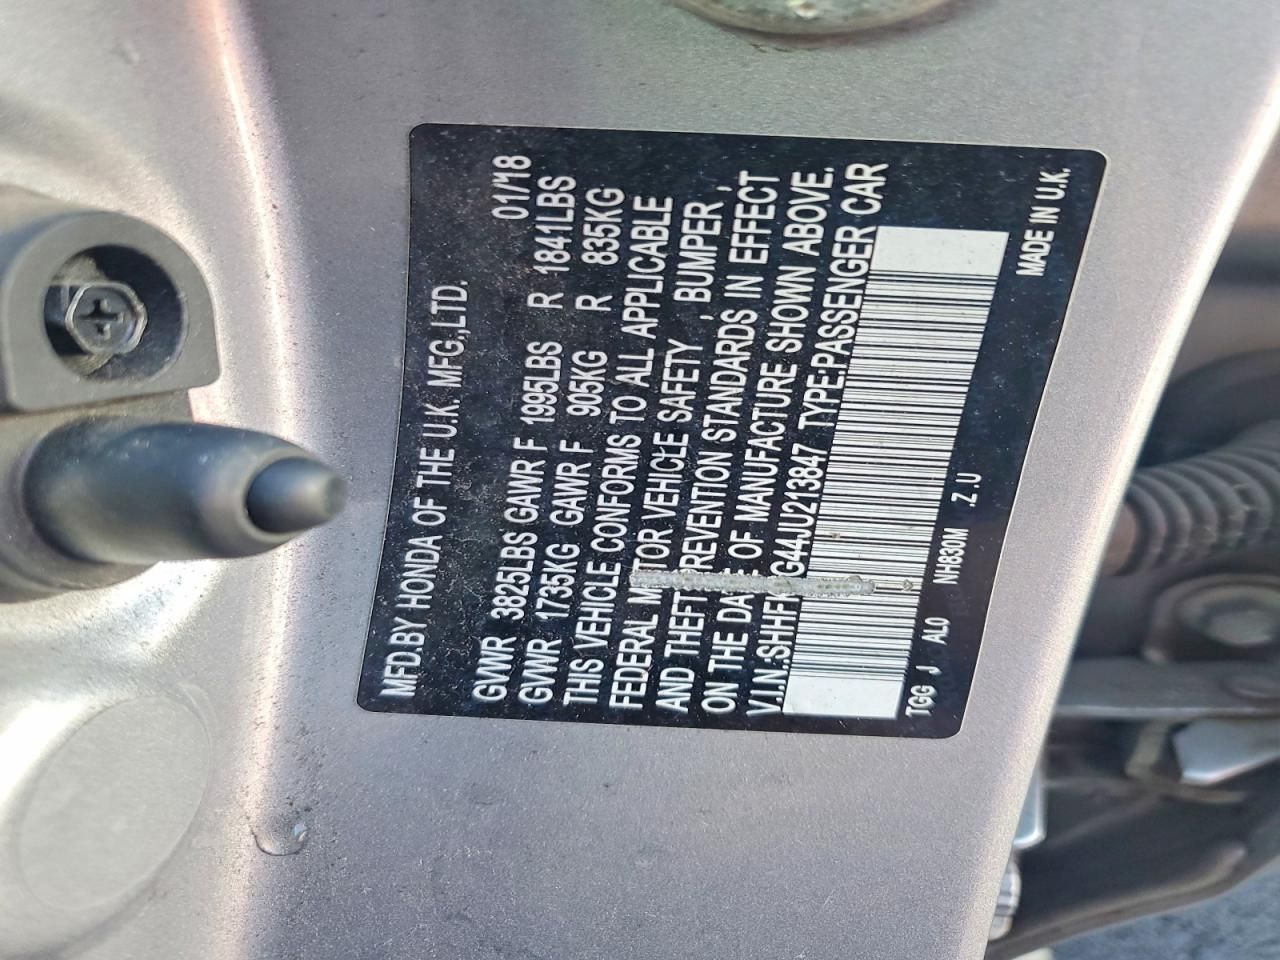 MFD.BY HONDA OF THE U.K. MFG.,LTD.
01/18
GVWR 3825LBS GAWR F 1995LBS R 1841LBS
GVWR 1735KG GAWR F 905KG R 835KG
THIS VEHICLE CONFORMS TO ALL APPLICABLE
FEDERAL MOTOR VEHICLE SAFETY , BUMPER ,
AND THEFT PREVENTION STANDARDS IN EFFECT
ON THE DATE OF MANUFACTURE SHOWN ABOVE.
V.I.N.: TYPE:PASSENGER CAR
TGG J AL0 NH830M .Z .U
MADE IN U.K.